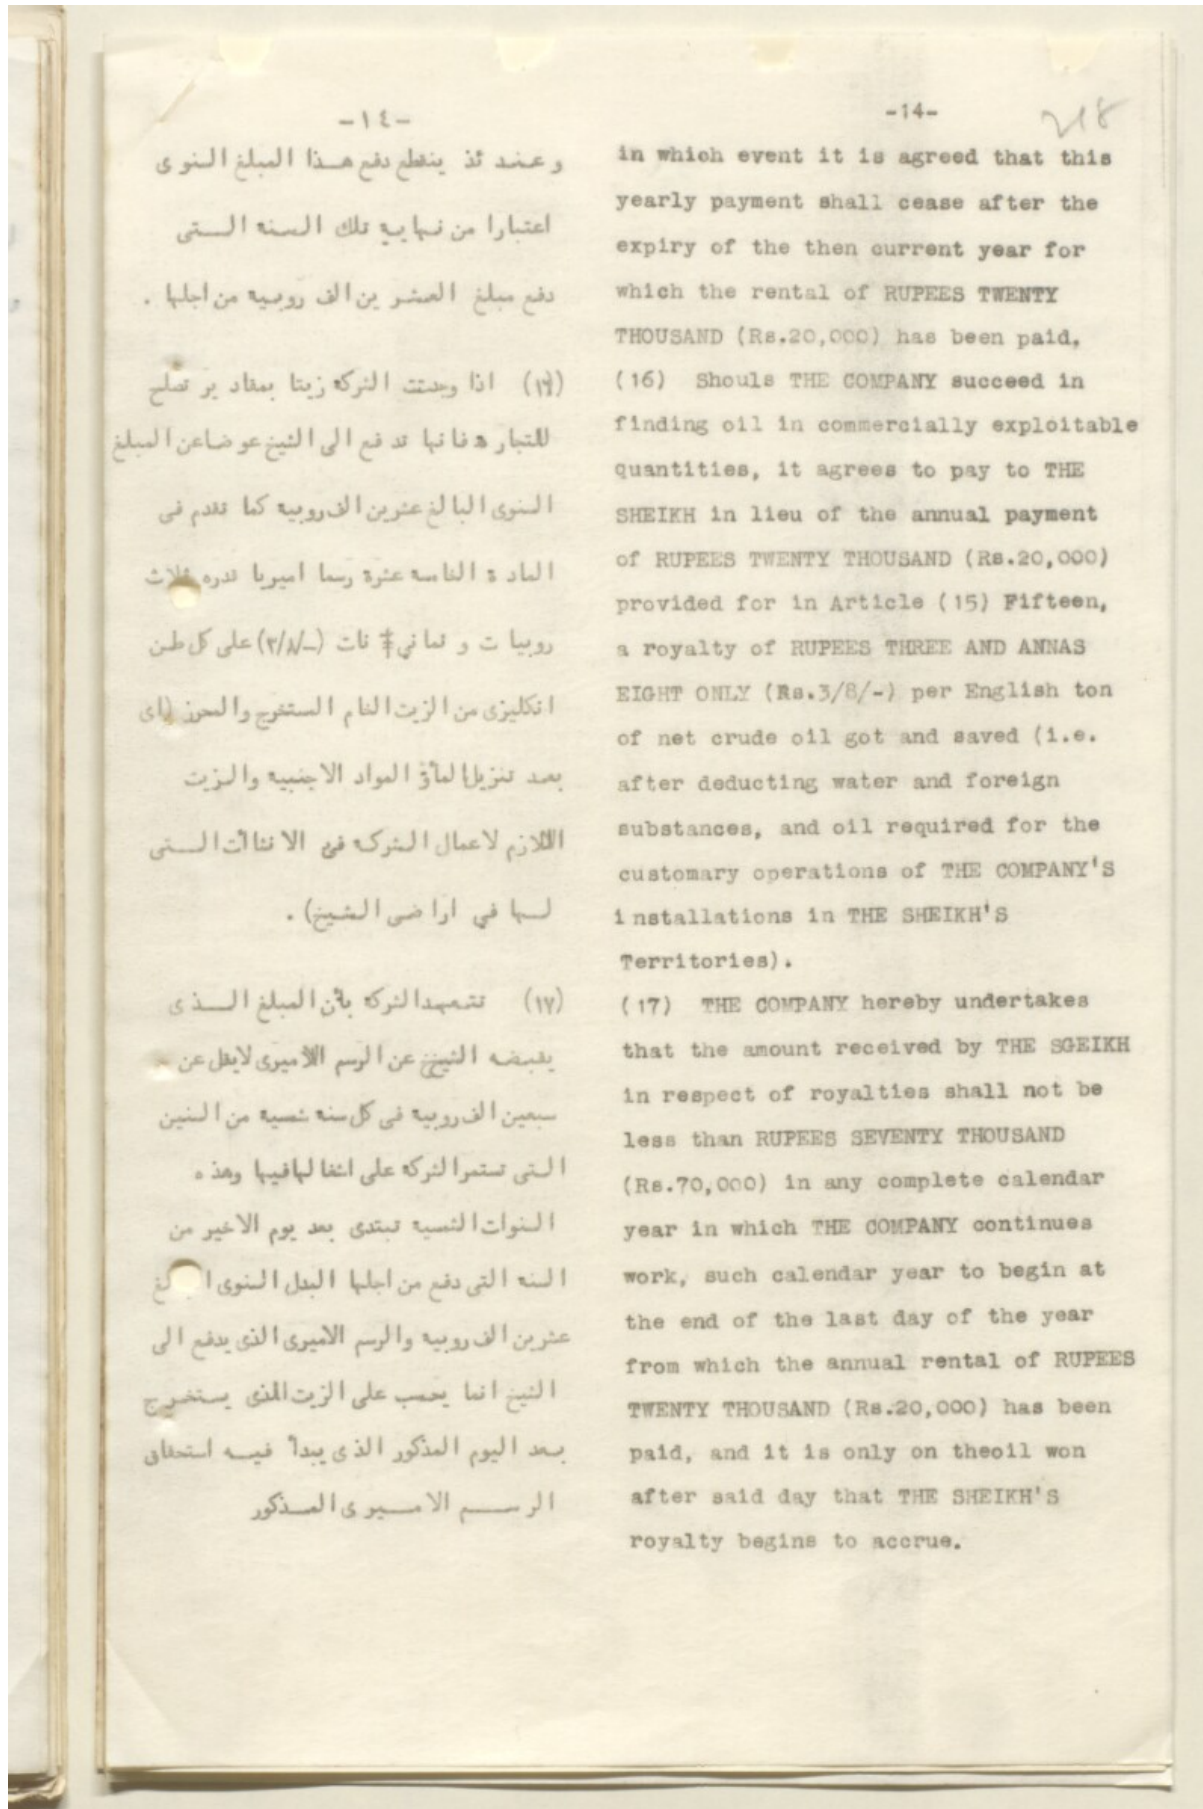 -١٤-
وعند ئذ ينقطع دفع هذا المبلغ السنوى
اعتبارا من نهايه تلك السنه التى
دفع مبلغ العشرين الف روبيه من اجلها .
(١٦) اذا وجدت الشركه زيتا بمقادير تصلح
للتجاره فانها تدفع الى الشيخ عوضا عن المبلغ
السنوى البالغ عشرين الف روبيه كما تقدم فى
المادة الخامسه عشرة رسما اميريا قدره ثلاث
روبيات و ثماني انات (-/٣/٨) على كل طن
انكليزى من الزيت الخام المستخرج والمحرز (اى
بعد تنزيل الماء و المواد الاجنبيه والزيت
اللازم لاعمال الشركه فى الانشاآت التى
لها في اراضى الشيخ) .
(١٧) تتعهد الشركه بأن المبلغ الذى
يقبضه الشيخ عن الرسم الاميرى لايقل عن
سبعين الف روبيه فى كل سنه شمسيه من السنين
التى تستمر الشركه على اشغالها فيها وهذه
السنوات الشمسيه تبتدى بعد يوم الاخير من
السنه التى دفع من اجلها البدل السنوى
عشرين الف روبيه والرسم الاميرى الذى يدفع الى
الشيخ انما يحسب على الزيت الذى يستخرج
بعد اليوم المذكور الذى يبدأ فيه استحقاق
الرسم الاميرى المذكور
-14-
218
in which event it is agreed that this
yearly payment shall cease after the
expiry of the then current year for
which the rental of RUPEES TWENTY
THOUSAND (Rs.20,000) has been paid.
(16) Shouls THE COMPANY succeed in
finding oil in commercially exploitable
quantities, it agrees to pay to THE
SHEIKH in lieu of the annual payment
of RUPEES TWENTY THOUSAND (Rs.20,000)
provided for in Article (15) Fifteen,
a royalty of RUPEES THREE AND ANNAS
EIGHT ONLY (Rs.3/8/-) per English ton
of net crude oil got and saved (i.e.
after deducting water and foreign
substances, and oil required for the
customary operations of THE COMPANY'S
installations in THE SHEIKH'S
Territories).
(17) THE COMPANY hereby undertakes
that the amount received by THE SGEIKH
in respect of royalties shall not be
less than RUPEES SEVENTY THOUSAND
(Rs.70,000) in any complete calendar
year in which THE COMPANY continues
work, such calendar year to begin at
the end of the last day of the year
from which the annual rental of RUPEES
TWENTY THOUSAND (Rs.20,000) has been
paid, and it is only on theoil won
after said day that THE SHEIKH'S
royalty begins to accrue.